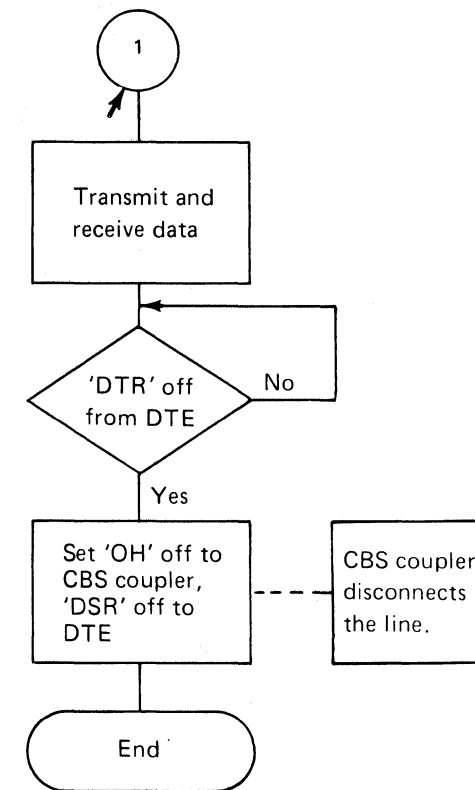 1
Transmit and
receive data
'DTR' off
from DTE
No
Yes
Set 'OH' off to
CBS coupler,
'DSR' off to
DTE
CBS coupler
disconnects
the line.
End